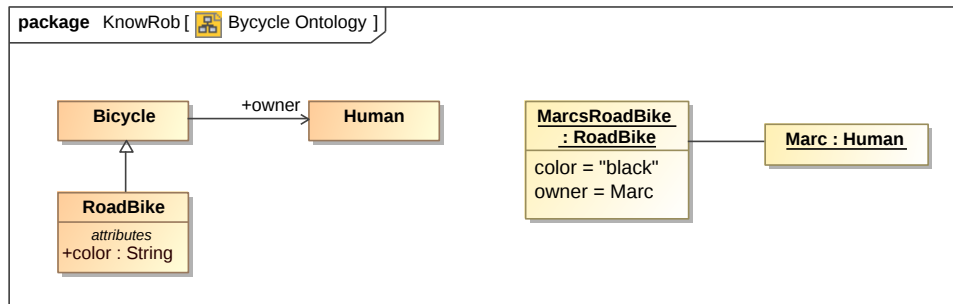 package KnowRob [ Bycycle Ontology ]
Bicycle
+owner
Human
RoadBike
attributes
+color : String
MarcsRoadBike
: RoadBike
color = "black"
owner = Marc
Marc : Human